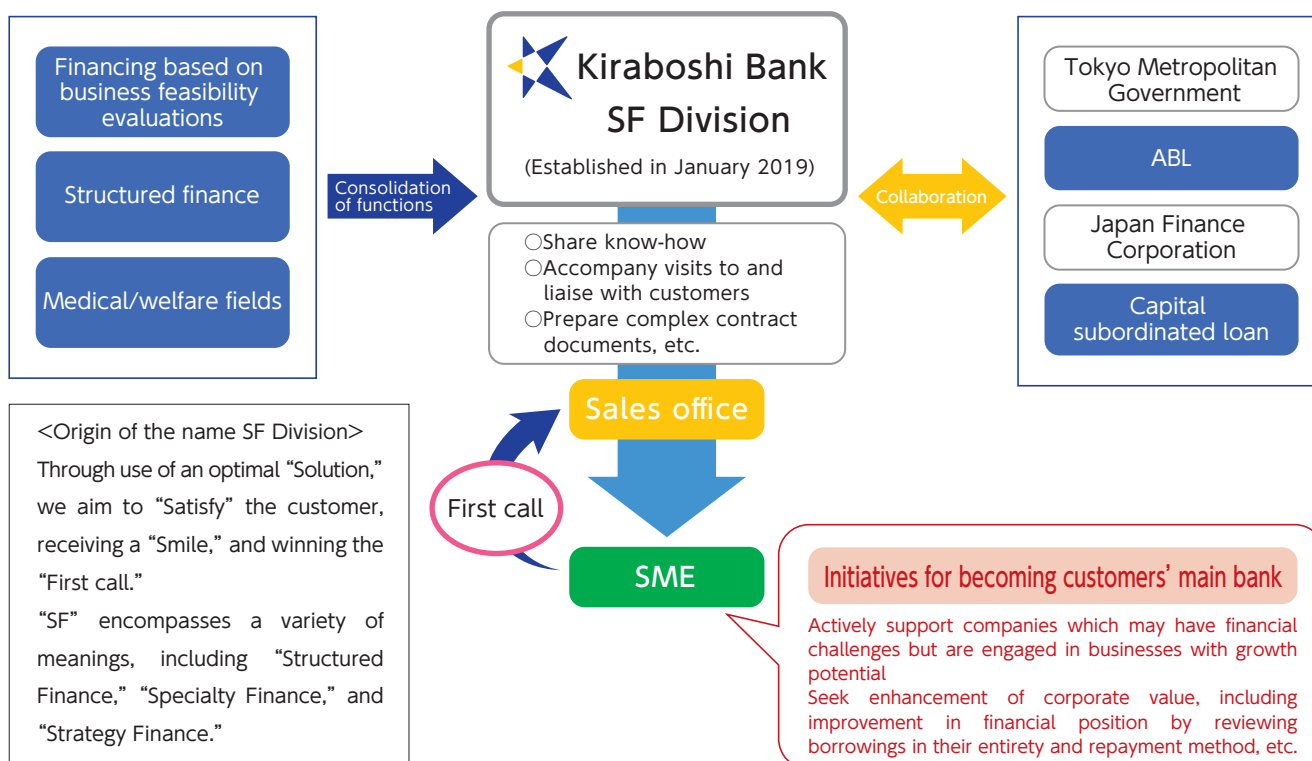 Financing based on
business feasibility
evaluations
Structured finance
Medical/welfare fields
Consolidation
of functions
Kiraboshi Bank
SF Division
(Established in January 2019)
○Share know-how
○Accompany visits to and
liaise with customers
○Prepare complex contract
documents, etc.
Collaboration
Tokyo Metropolitan
Government
ABL
Japan Finance
Corporation
Capital
subordinated loan
Sales office
First call
SME
<Origin of the name SF Division>
Through use of an optimal “Solution,”
we aim to “Satisfy” the customer,
receiving a “Smile,” and winning the
“First call.”
“SF” encompasses a variety of
meanings, including “Structured
Finance,” “Specialty Finance,” and
“Strategy Finance.”
Initiatives for becoming customers’ main bank
Actively support companies which may have financial
challenges but are engaged in businesses with growth
potential
Seek enhancement of corporate value, including
improvement in financial position by reviewing
borrowings in their entirety and repayment method, etc.